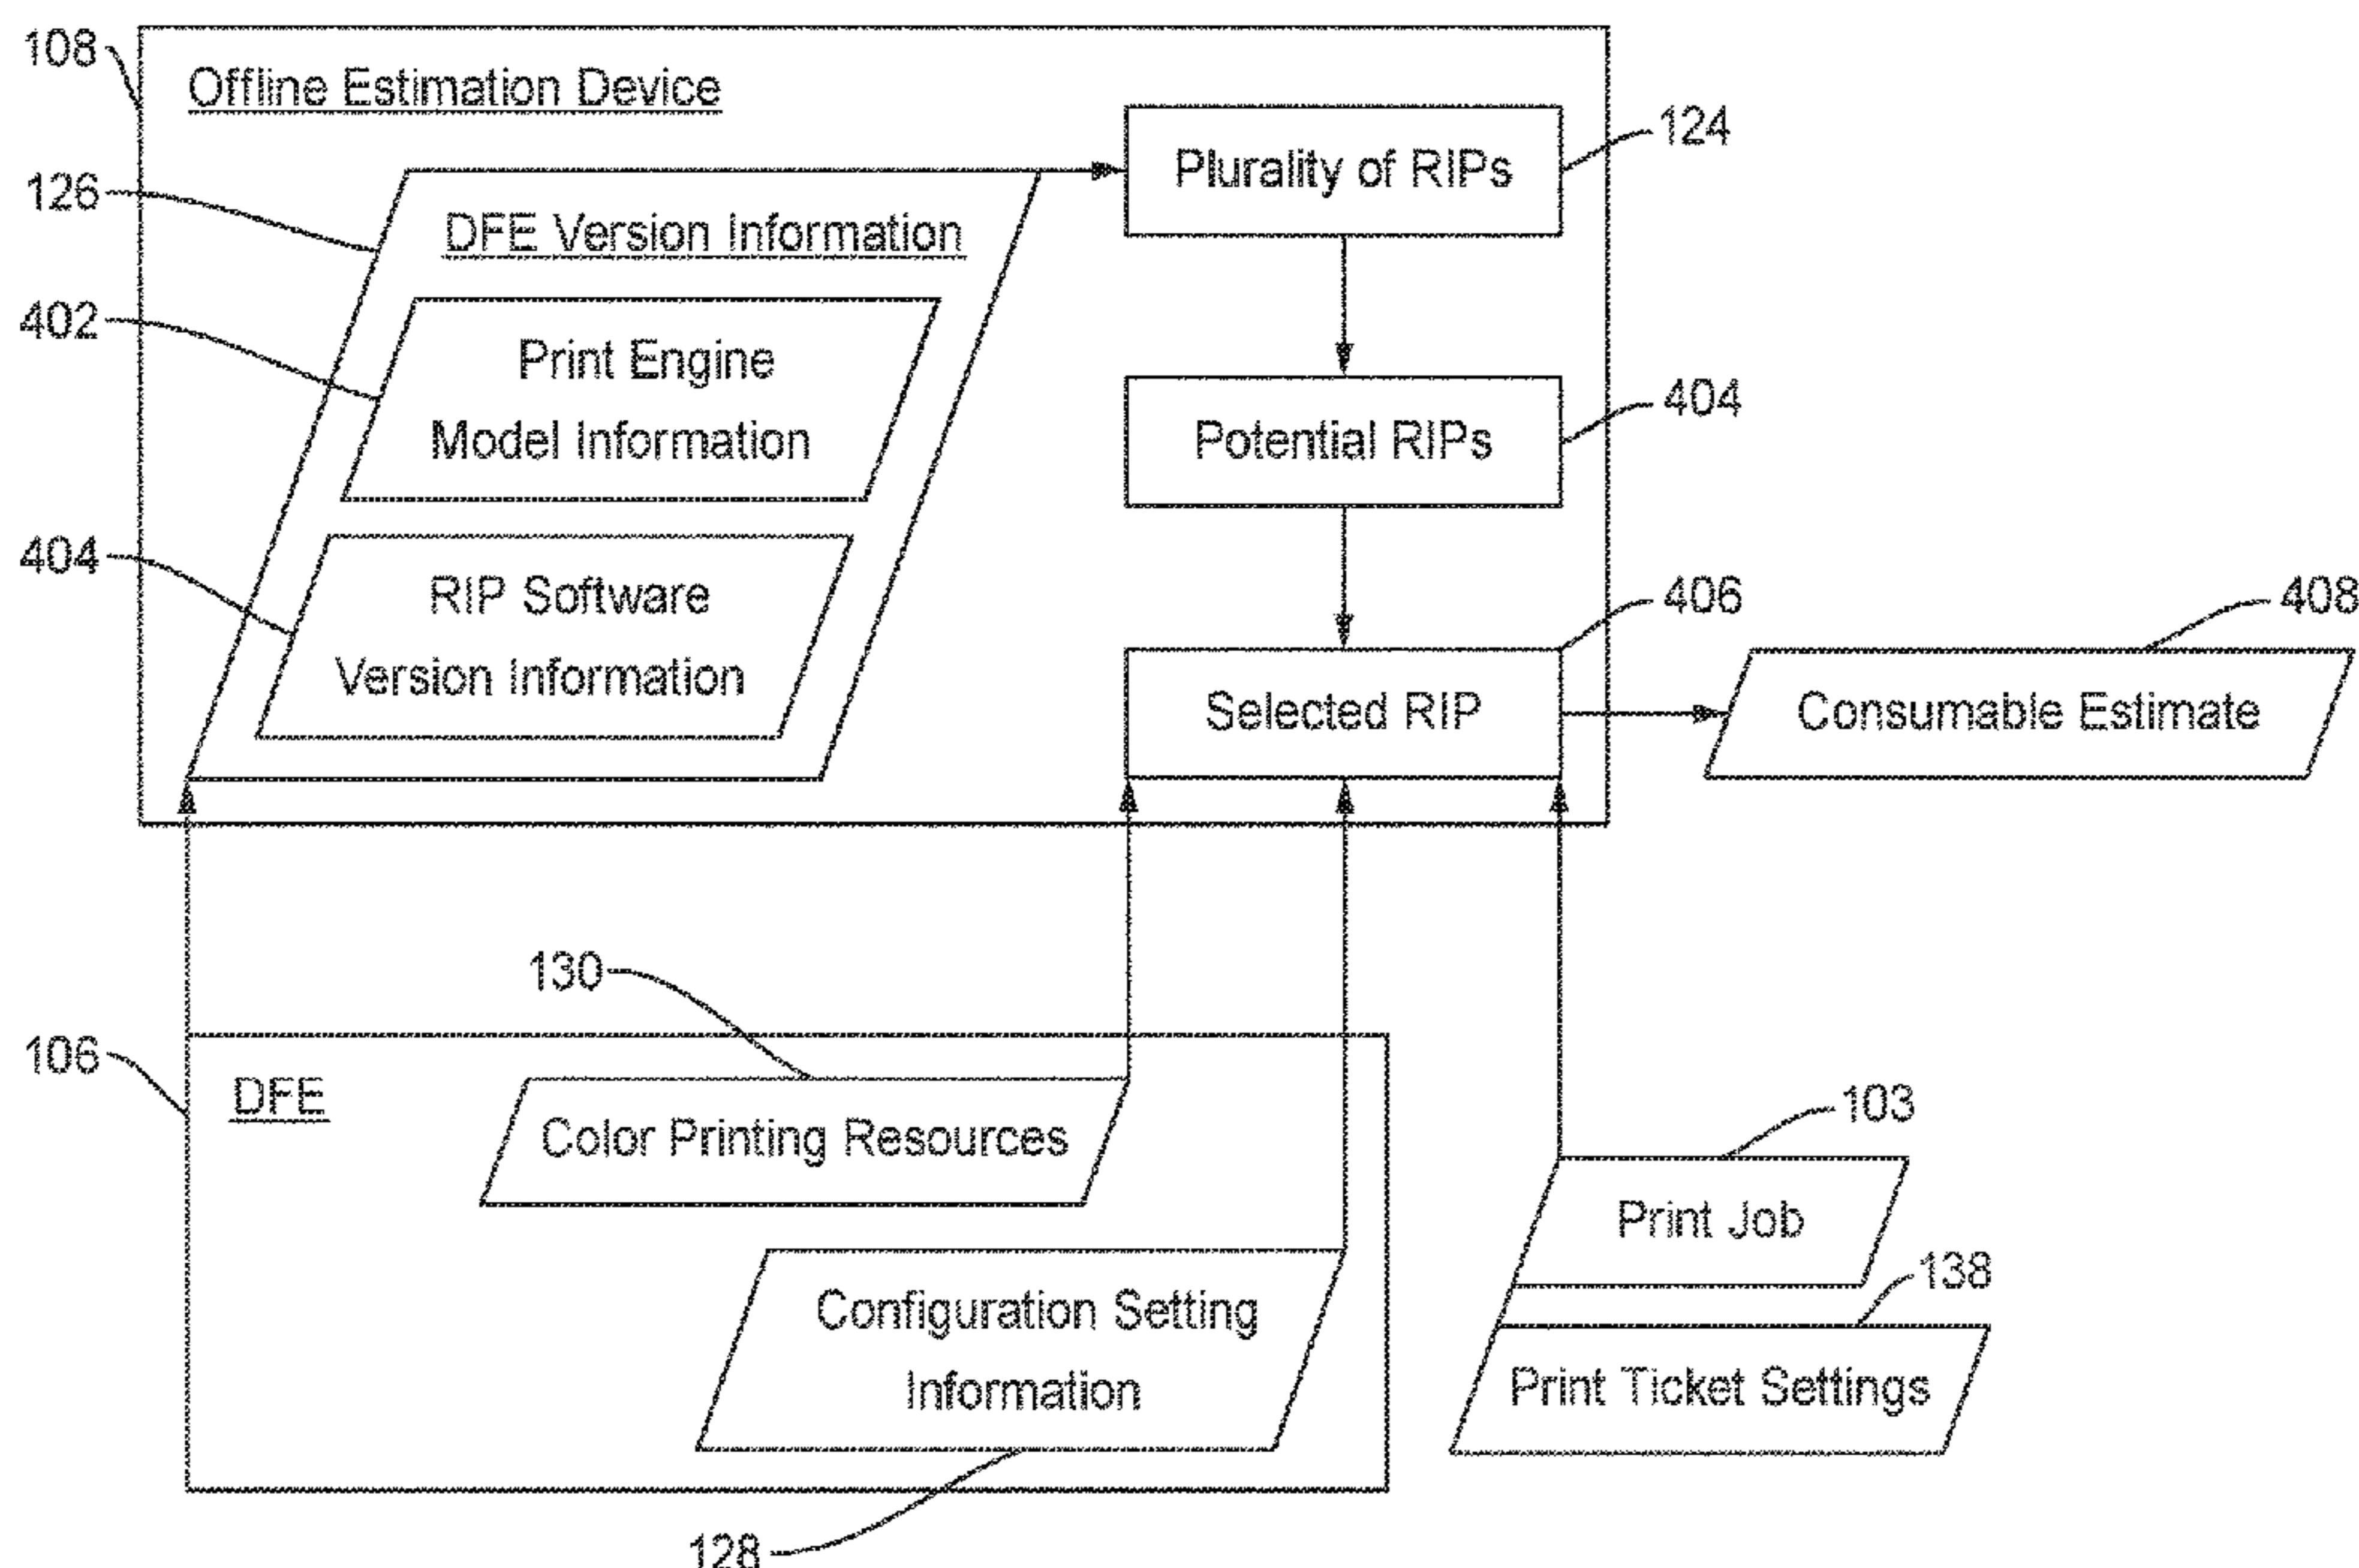 108
Offline Estimation Device
124
Plurality of RIPs
126
DFE Version Information
402
Print Engine
Model Information
404
Potential RIPs
404
RIP Software
Version Information
406
408
Selected RIP
Consumable Estimate
130
106
DFE
Color Printing Resources
103
Print Job
138
Configuration Setting
Information
Print Ticket Settings
128